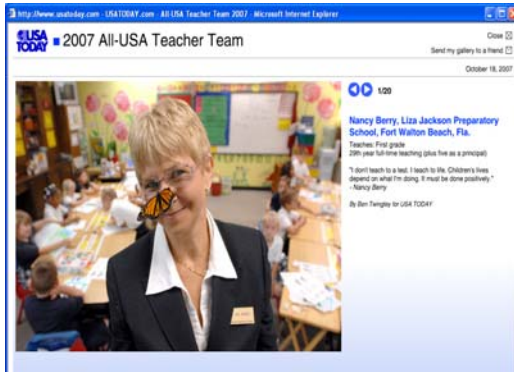 http://www.usatoday.com - USATODAY.com - All-USA Teacher Team 2007 - Microsoft Internet Explorer
USA
TODAY
2007 All-USA Teacher Team
Close
Send my gallery to a friend
October 18, 2007
1/20
Nancy Berry, Liza Jackson Preparatory
School, Fort Walton Beach, Fla.
Teaches: First grade
29th year full-time teaching (plus five as a principal)
"I don't teach to a test. I teach to life. Children's lives
depend on what I'm doing. It must be done positively."
- Nancy Berry
By Ben Twingley for USA TODAY